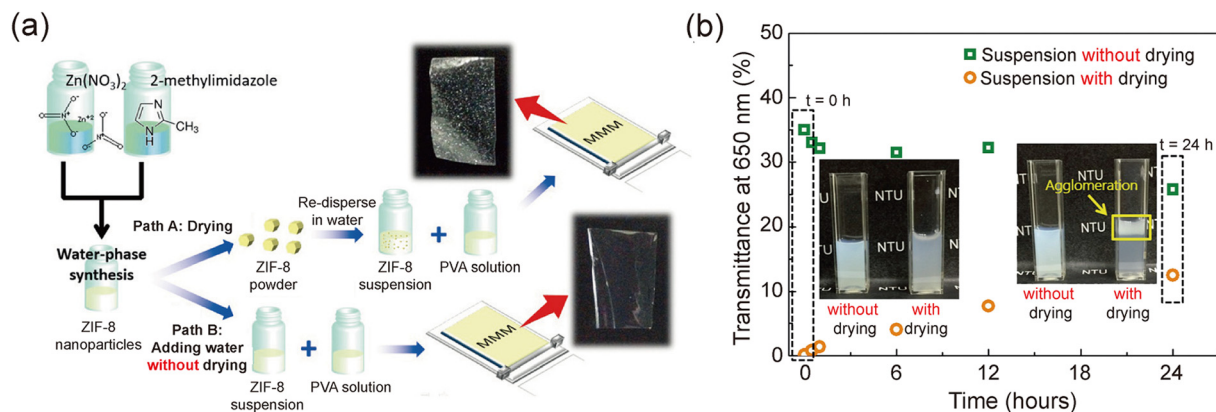 (a)
Zn(NO3)2
2-methylimidazole
O
N+
O-
O-
Zn+2
O-
N+
O
O-
N
N
H
CH3
Water-phase
synthesis
ZIF-8
nanoparticles
Path A: Drying
ZIF-8
powder
Re-disperse
in water
ZIF-8
suspension
+
PVA solution
MMM
Path B:
Adding water
without drying
ZIF-8
suspension
+
PVA solution
MMM
(b)
Transmittance at 650 nm (%)
50
40
30
20
10
0
Suspension without drying
Suspension with drying
t = 0 h
t = 24 h
NTU
NTU
Agglomeration
NTU
NTU
NTU
without
drying
with
drying
without
drying
with
drying
0
6
12
18
24
Time (hours)